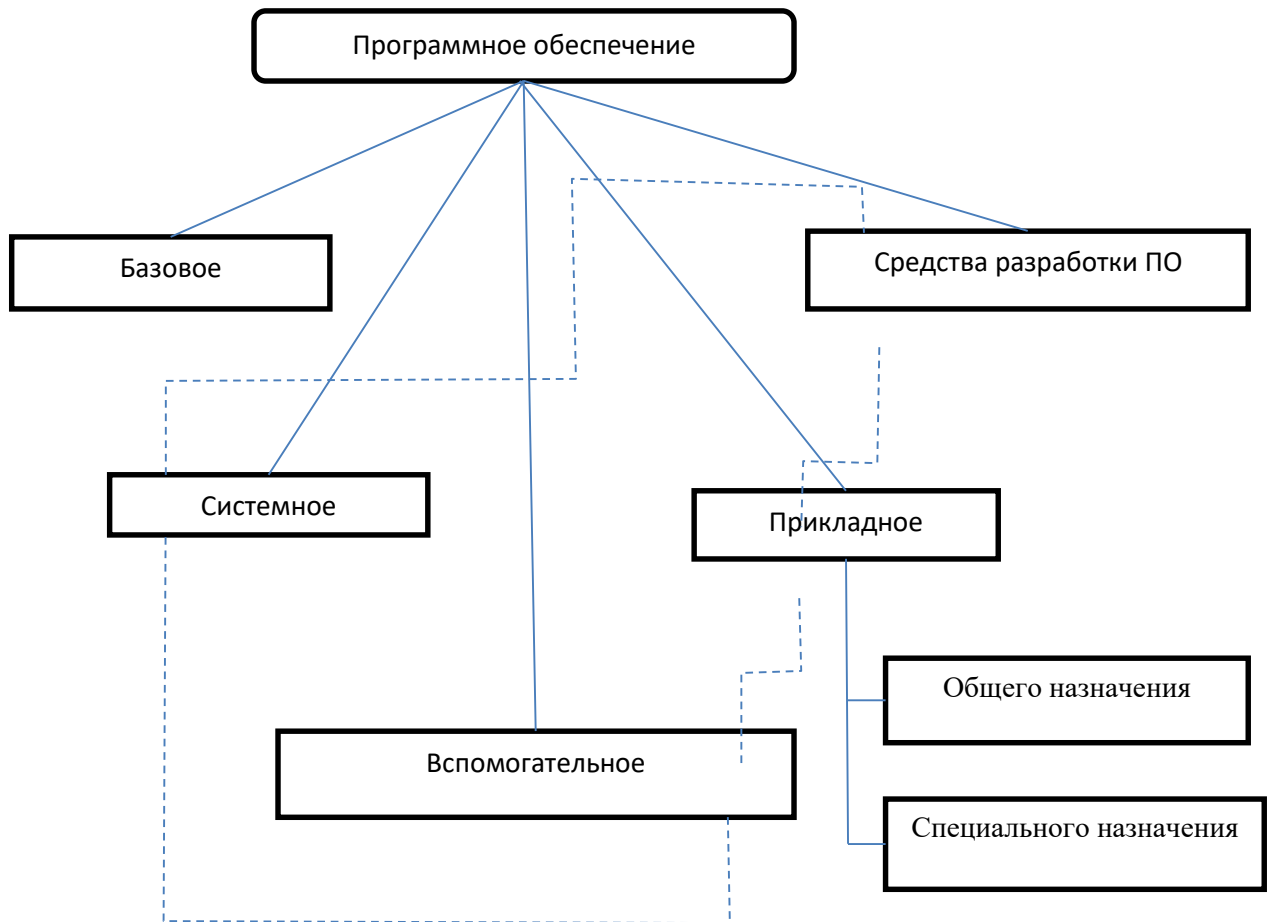 Программное обеспечение
Базовое
Средства разработки ПО
Системное
Прикладное
Общего назначения
Вспомогательное
Специального назначения